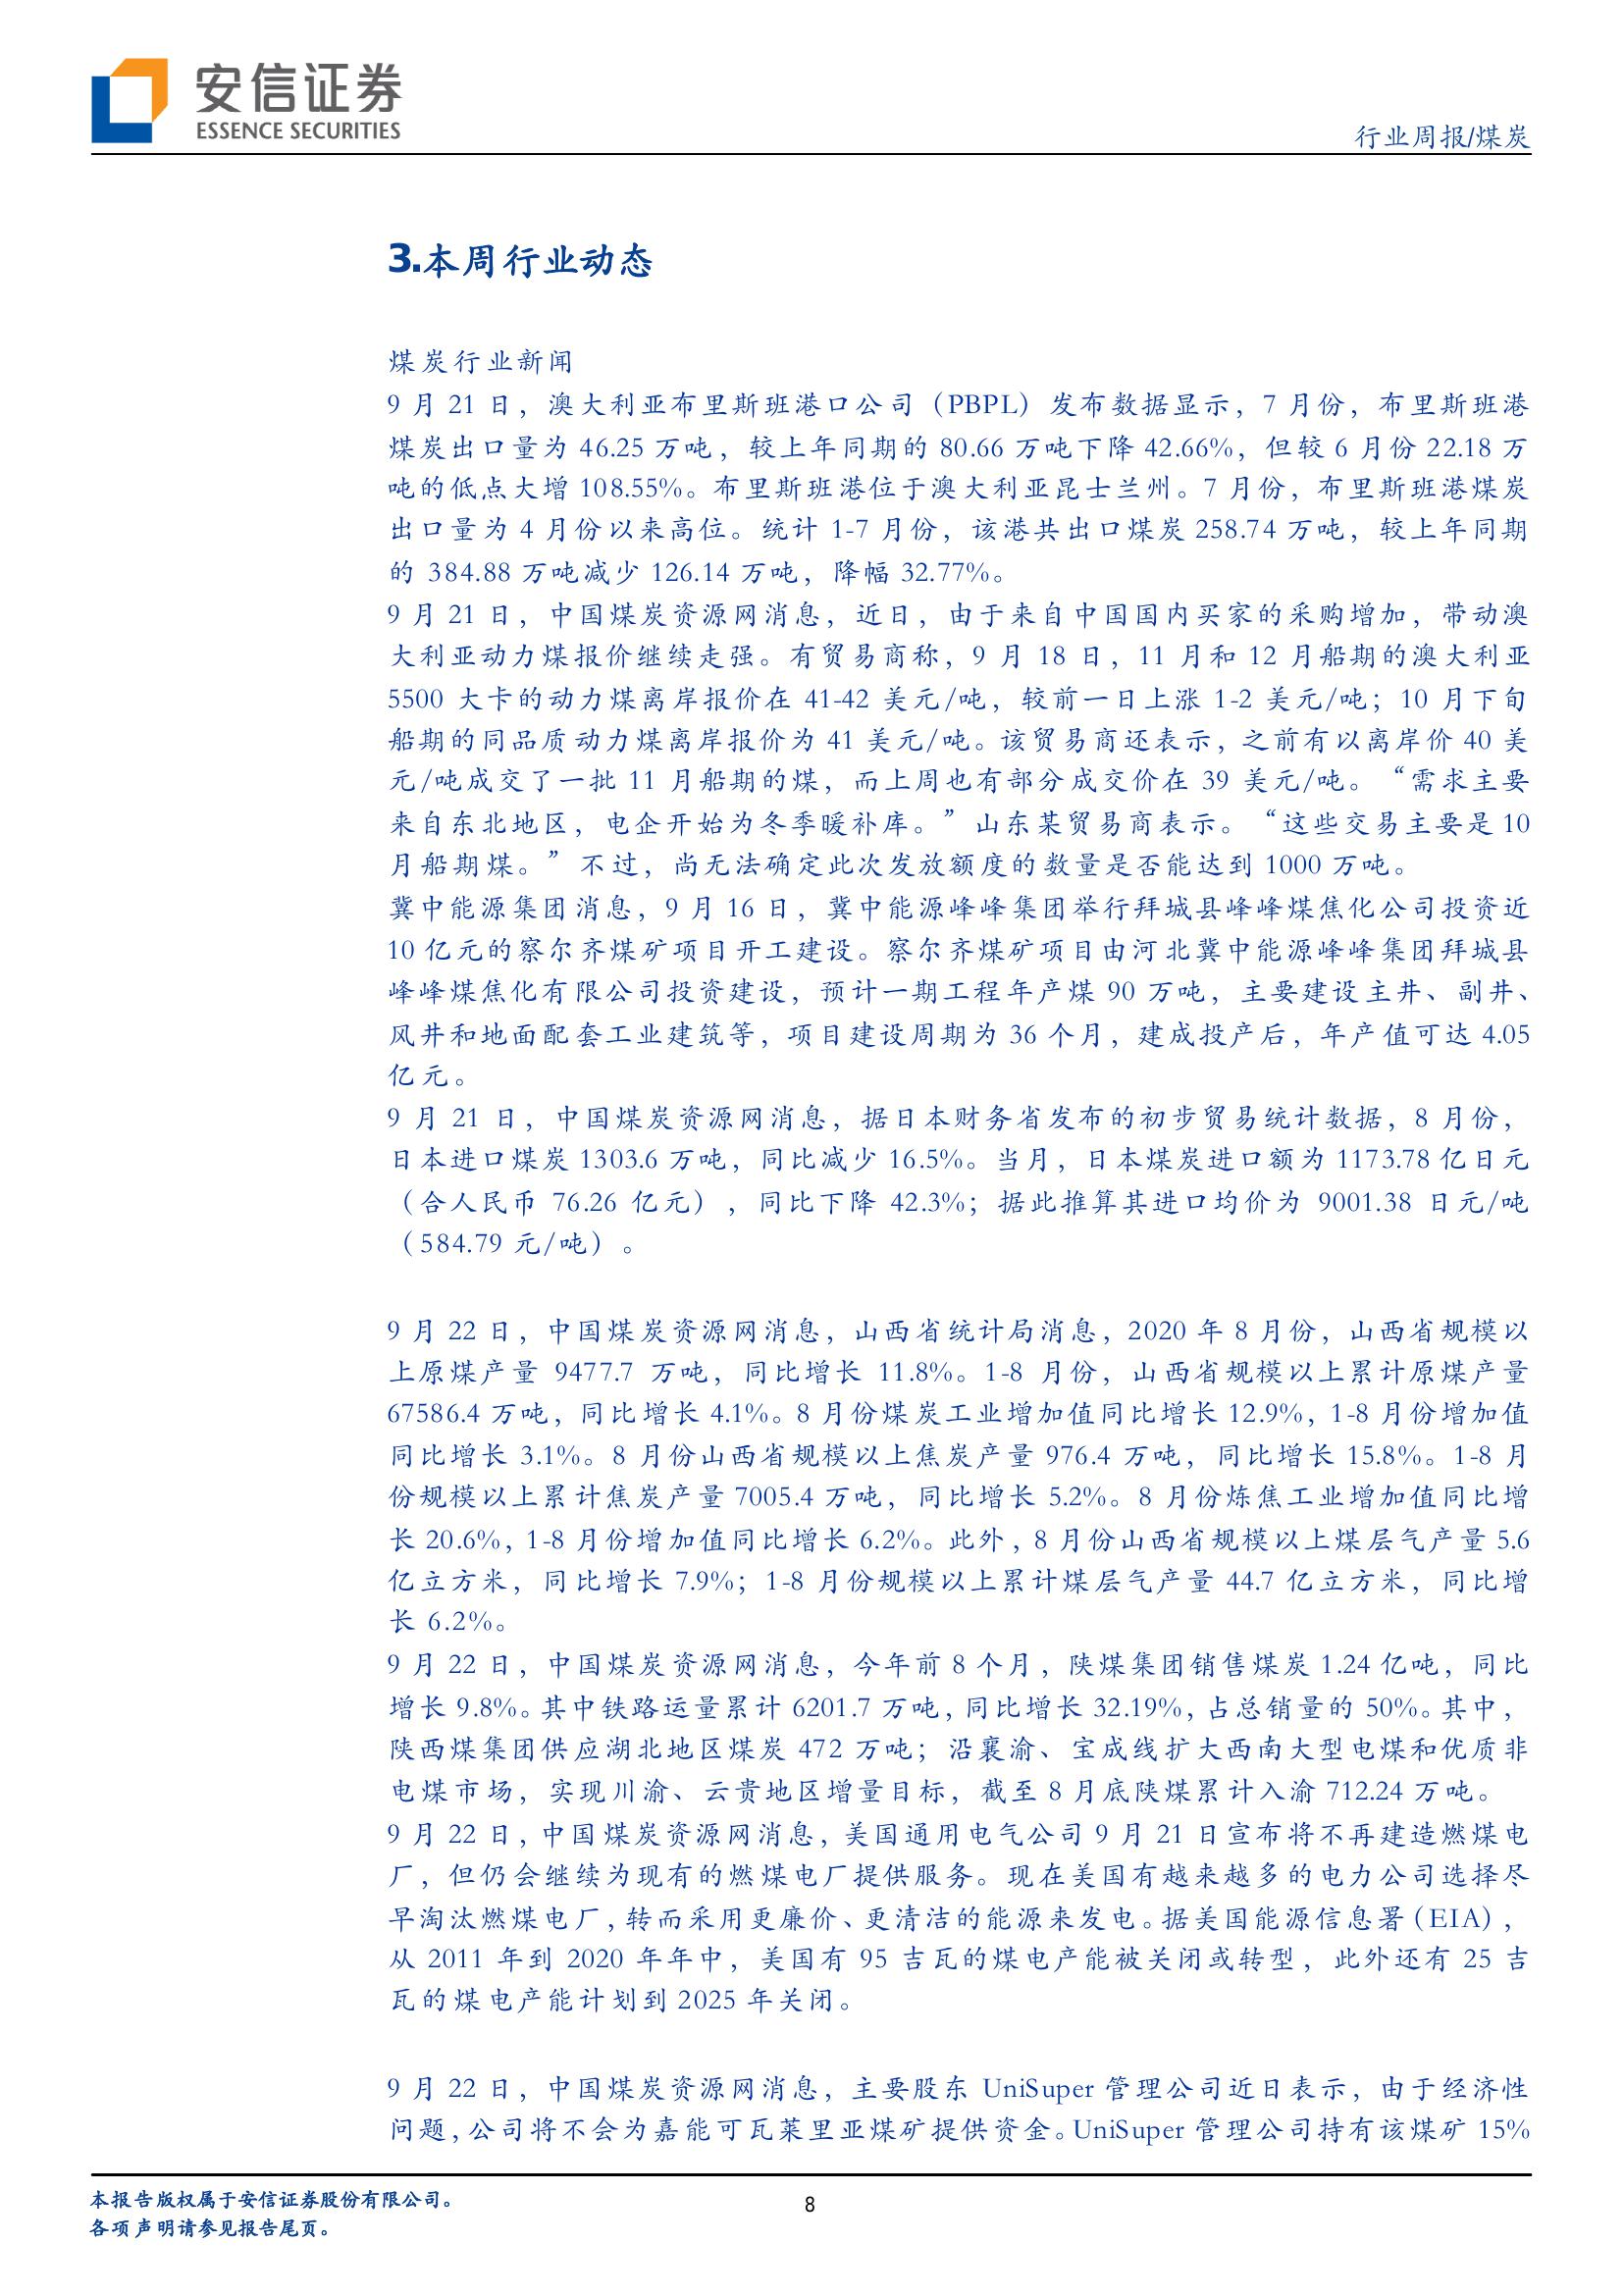 安信证券
ESSENCE SECURITIES
行业周报/煤炭
3.本周行业动态
煤炭行业新闻
9 月 21 日，澳大利亚布里斯班港口公司（PBPL）发布数据显示，7 月份，布里斯班港
煤炭出口量为 46.25 万吨，较上年同期的 80.66 万吨下降 42.66%，但较 6 月份 22.18 万
吨的低点大增 108.55%。布里斯班港位于澳大利亚昆士兰州。7 月份，布里斯班港煤炭
出口量为 4 月份以来高位。统计 1-7 月份，该港共出口煤炭 258.74 万吨，较上年同期
的 384.88 万吨减少 126.14 万吨，降幅 32.77%。
9 月 21 日，中国煤炭资源网消息，近日，由于来自中国国内买家的采购增加，带动澳
大利亚动力煤报价继续走强。有贸易商称，9 月 18 日，11 月和 12 月船期的澳大利亚
5500 大卡的动力煤离岸报价在 41-42 美元/吨，较前一日上涨 1-2 美元/吨；10 月下旬
船期的同品质动力煤离岸报价为 41 美元/吨。该贸易商还表示，之前有以离岸价 40 美
元/吨成交了一批 11 月船期的煤，而上周也有部分成交价在 39 美元/吨。“需求主要
来自东北地区，电企开始为冬季暖补库。”山东某贸易商表示。“这些交易主要是 10
月船期煤。” 不过，尚无法确定此次发放额度的数量是否能达到 1000 万吨。
冀中能源集团消息，9 月 16 日，冀中能源峰峰集团举行拜城县峰峰煤焦化公司投资近
10 亿元的察尔齐煤矿项目开工建设。察尔齐煤矿项目由河北冀中能源峰峰集团拜城县
峰峰煤焦化有限公司投资建设，预计一期工程年产煤 90 万吨，主要建设主井、副井、
风井和地面配套工业建筑等，项目建设周期为 36 个月，建成投产后，年产值可达 4.05
亿元。
9 月 21 日，中国煤炭资源网消息，据日本财务省发布的初步贸易统计数据，8 月份，
日本进口煤炭 1303.6 万吨，同比减少 16.5%。当月，日本煤炭进口额为 1173.78 亿日元
（合人民币 76.26 亿元），同比下降 42.3%；据此推算其进口均价为 9001.38 日元/吨
（584.79 元/吨）。
9 月 22 日，中国煤炭资源网消息，山西省统计局消息，2020 年 8 月份，山西省规模以
上原煤产量 9477.7 万吨，同比增长 11.8%。1-8 月份，山西省规模以上累计原煤产量
67586.4 万吨，同比增长 4.1%。8 月份煤炭工业增加值同比增长 12.9%，1-8 月份增加值
同比增长 3.1%。8 月份山西省规模以上焦炭产量 976.4 万吨，同比增长 15.8%。1-8 月
份规模以上累计焦炭产量 7005.4 万吨，同比增长 5.2%。8 月份炼焦工业增加值同比增
长 20.6%，1-8 月份增加值同比增长 6.2%。此外，8 月份山西省规模以上煤层气产量 5.6
亿立方米，同比增长 7.9%；1-8 月份规模以上累计煤层气产量 44.7 亿立方米，同比增
长 6.2%。
9 月 22 日，中国煤炭资源网消息，今年前 8 个月，陕煤集团销售煤炭 1.24 亿吨，同比
增长 9.8%。其中铁路运量累计 6201.7 万吨，同比增长 32.19%，占总销量的 50%。其中，
陕西煤集团供应湖北地区煤炭 472 万吨；沿襄渝、宝成线扩大西南大型电煤和优质非
电煤市场，实现川渝、云贵地区增量目标，截至 8 月底陕煤累计入渝 712.24 万吨。
9 月 22 日，中国煤炭资源网消息，美国通用电气公司 9 月 21 日宣布将不再建造燃煤电
厂，但仍会继续为现有的燃煤电厂提供服务。现在美国有越来越多的电力公司选择尽
早淘汰燃煤电厂，转而采用更廉价、更清洁的能源来发电。据美国能源信息署（EIA），
从 2011 年到 2020 年年中，美国有 95 吉瓦的煤电产能被关闭或转型，此外还有 25 吉
瓦的煤电产能计划到 2025 年关闭。
9 月 22 日，中国煤炭资源网消息，主要股东 UniSuper 管理公司近日表示，由于经济性
问题，公司将不会为嘉能可瓦莱里亚煤矿提供资金。UniSuper 管理公司持有该煤矿 15%
本报告版权属于安信证券股份有限公司。
各项声明请参见报告尾页。
8